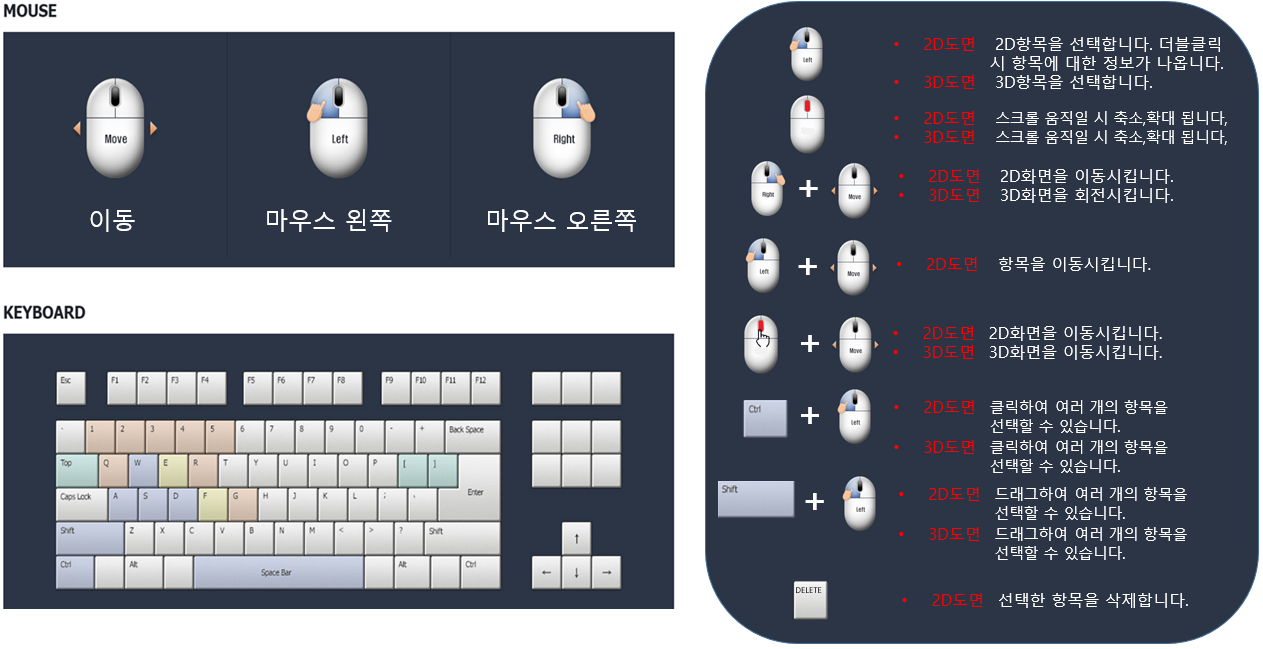 MOUSE
Move
Left
Right
이동
마우스 왼쪽
마우스 오른쪽
KEYBOARD
Esc F1 F2 F3 F4 F5 F6 F7 F8 F9 F10 F11 F12
1 2 3 4 5 6 7 8 9 0 - + Back Space
Top Q W E R T Y U I O P [ ]
Caps Lock A S D F G H J K L ; Enter
Shift Z X C V B N M < > ? Shift
Ctrl Alt Space Bar Alt Ctrl
↑
← ↓ →
Left
• 2D도면 2D항목을 선택합니다. 더블클릭
시 항목에 대한 정보가 나옵니다.
• 3D도면 3D항목을 선택합니다.
• 2D도면 스크롤 움직일 시 축소,확대 됩니다,
• 3D도면 스크롤 움직일 시 축소,확대 됩니다,
Right + Move
• 2D도면 2D화면을 이동시킵니다.
• 3D도면 3D화면을 회전시킵니다.
Left + Move
• 2D도면 항목을 이동시킵니다.
+ Move
• 2D도면 2D화면을 이동시킵니다.
• 3D도면 3D화면을 이동시킵니다.
Ctrl + Left
• 2D도면 클릭하여 여러 개의 항목을
선택할 수 있습니다.
• 3D도면 클릭하여 여러 개의 항목을
선택할 수 있습니다.
Shift + Left
• 2D도면 드래그하여 여러 개의 항목을
선택할 수 있습니다.
• 3D도면 드래그하여 여러 개의 항목을
선택할 수 있습니다.
DELETE
• 2D도면 선택한 항목을 삭제합니다.